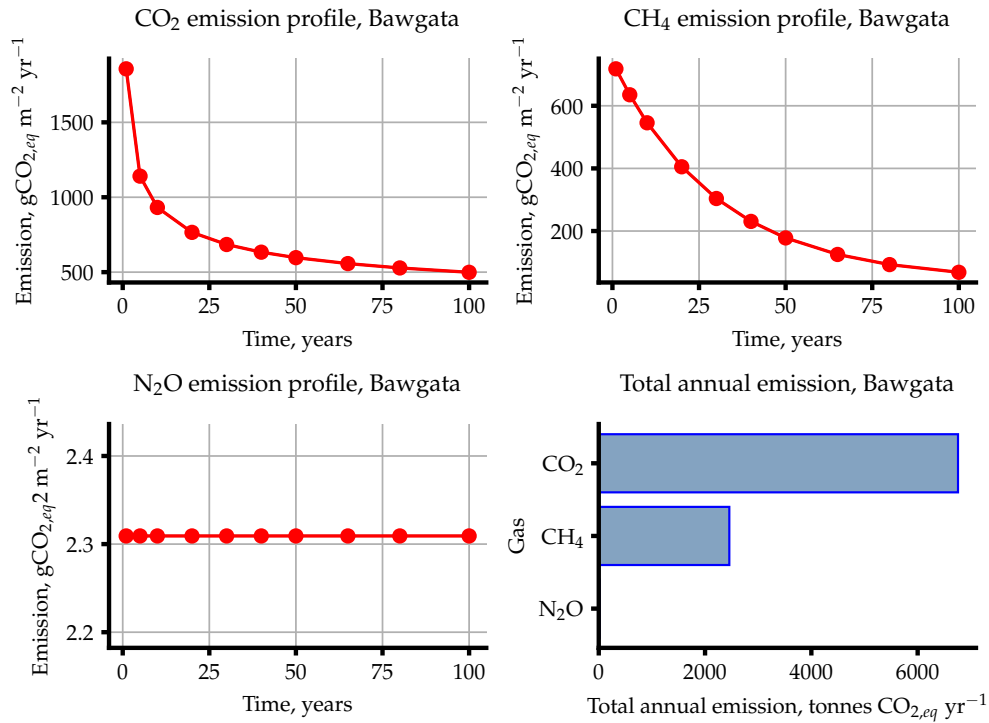 CO₂ emission profile, Bawgata
Emission, gCO₂,eq m⁻² yr⁻¹
1500
1000
500
0 25 50 75 100
Time, years
CH₄ emission profile, Bawgata
Emission, gCO₂,eq m⁻² yr⁻¹
600
400
200
0 25 50 75 100
Time, years
N₂O emission profile, Bawgata
Emission, gCO₂,eq2 m⁻² yr⁻¹
2.4
2.3
2.2
0 25 50 75 100
Time, years
Total annual emission, Bawgata
Gas
CO₂
CH₄
N₂O
0 2000 4000 6000
Total annual emission, tonnes CO₂,eq yr⁻¹